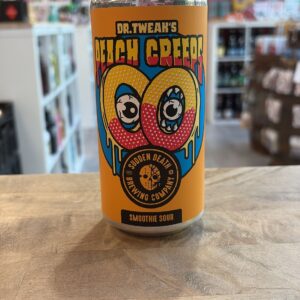 DR. TWEAK'S
PEACH CREEPS
SUDDEN DEATH
BREWING COMPANY
SMOOTHIE SOUR